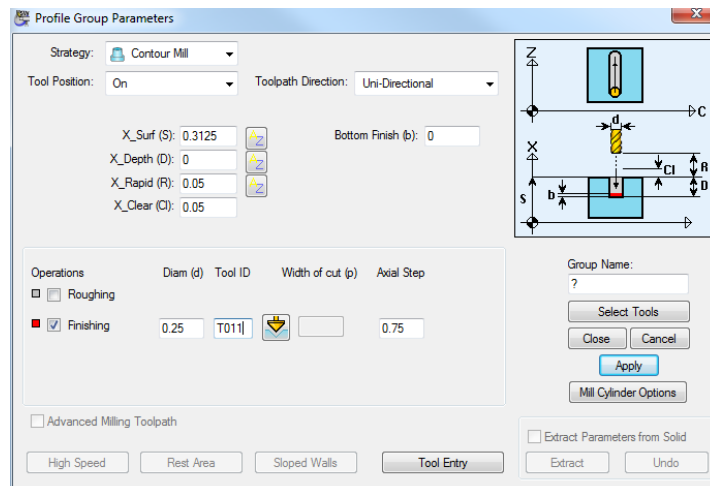 Profile Group Parameters
X
Strategy: Contour Mill
Tool Position: On Toolpath Direction: Uni-Directional
X_Surf (S): 0.3125 AZ Bottom Finish (b): 0
X_Depth (D): 0 AZ
X_Rapid (R): 0.05 AZ
X_Clear (Cl): 0.05
Z
C
d
X
Cl
R
D
b
S
Operations Diam (d) Tool ID Width of cut (p) Axial Step
Roughing
Finishing 0.25 T011 0.75
Group Name:
?
Select Tools
Close Cancel
Apply
Mill Cylinder Options
Advanced Milling Toolpath
High Speed Rest Area Sloped Walls Tool Entry
Extract Parameters from Solid
Extract Undo